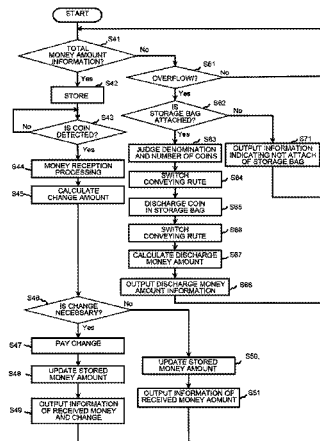 START
S41
TOTAL
MONEY AMOUNT
INFORMATION?
No
Yes
S42
STORE
S43
IS COIN
DETECTED?
Yes
S44
MONEY RECEPTION
PROCESSING
S45
CALCULATE
CHANGE AMOUNT
S61
OVERFLOW?
No
Yes
S62
IS
STORAGE BAG
ATTACHED?
No
Yes
S63
JUDGE DENOMINATION
AND NUMBER OF COINS
S71
OUTPUT INFORMATION
INDICATING NOT ATTACH
OF STORAGE BAG
S64
SWITCH
CONVEYING RUTE
S65
DISCHARGE COIN
IN STORAGE BAG
S66
SWITCH
CONVEYING RUTE
S67
CALCULATE DISCHARGE
MONEY AMOUNT
S68
OUTPUT DISCHARGE MONEY
AMOUNT INFORMATION
S46
IS CHANGE
NECESSARY?
No
Yes
S47
PAY CHANGE
S48
UPDATE STORED
MONEY AMOUNT
S49
OUTPUT INFORMATION
OF RECEIVED MONEY
AND CHANGE
S50
UPDATE STORED
MONEY AMOUNT
S51
OUTPUT INFORMATION OF
RECEIVED MONEY AOMUNT